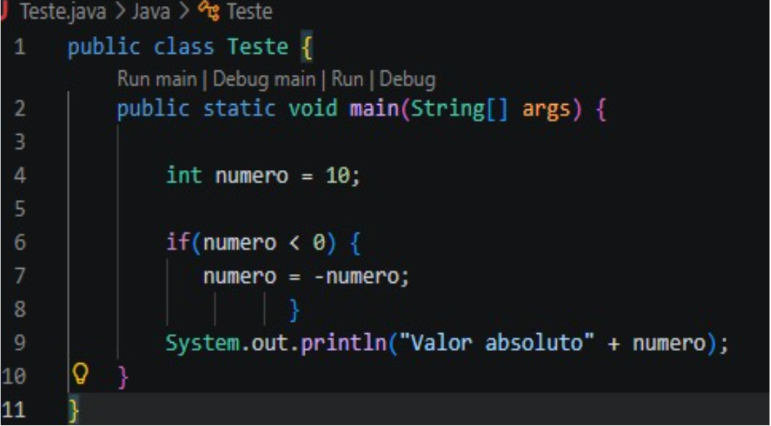 Teste.java > Java > Teste
1 public class Teste {
Run main | Debug main | Run | Debug
2 public static void main(String[] args) {
3
4 int numero = 10;
5
6 if(numero < 0) {
7 numero = -numero;
8 }
9 System.out.println("Valor absoluto" + numero);
10 }
11 }